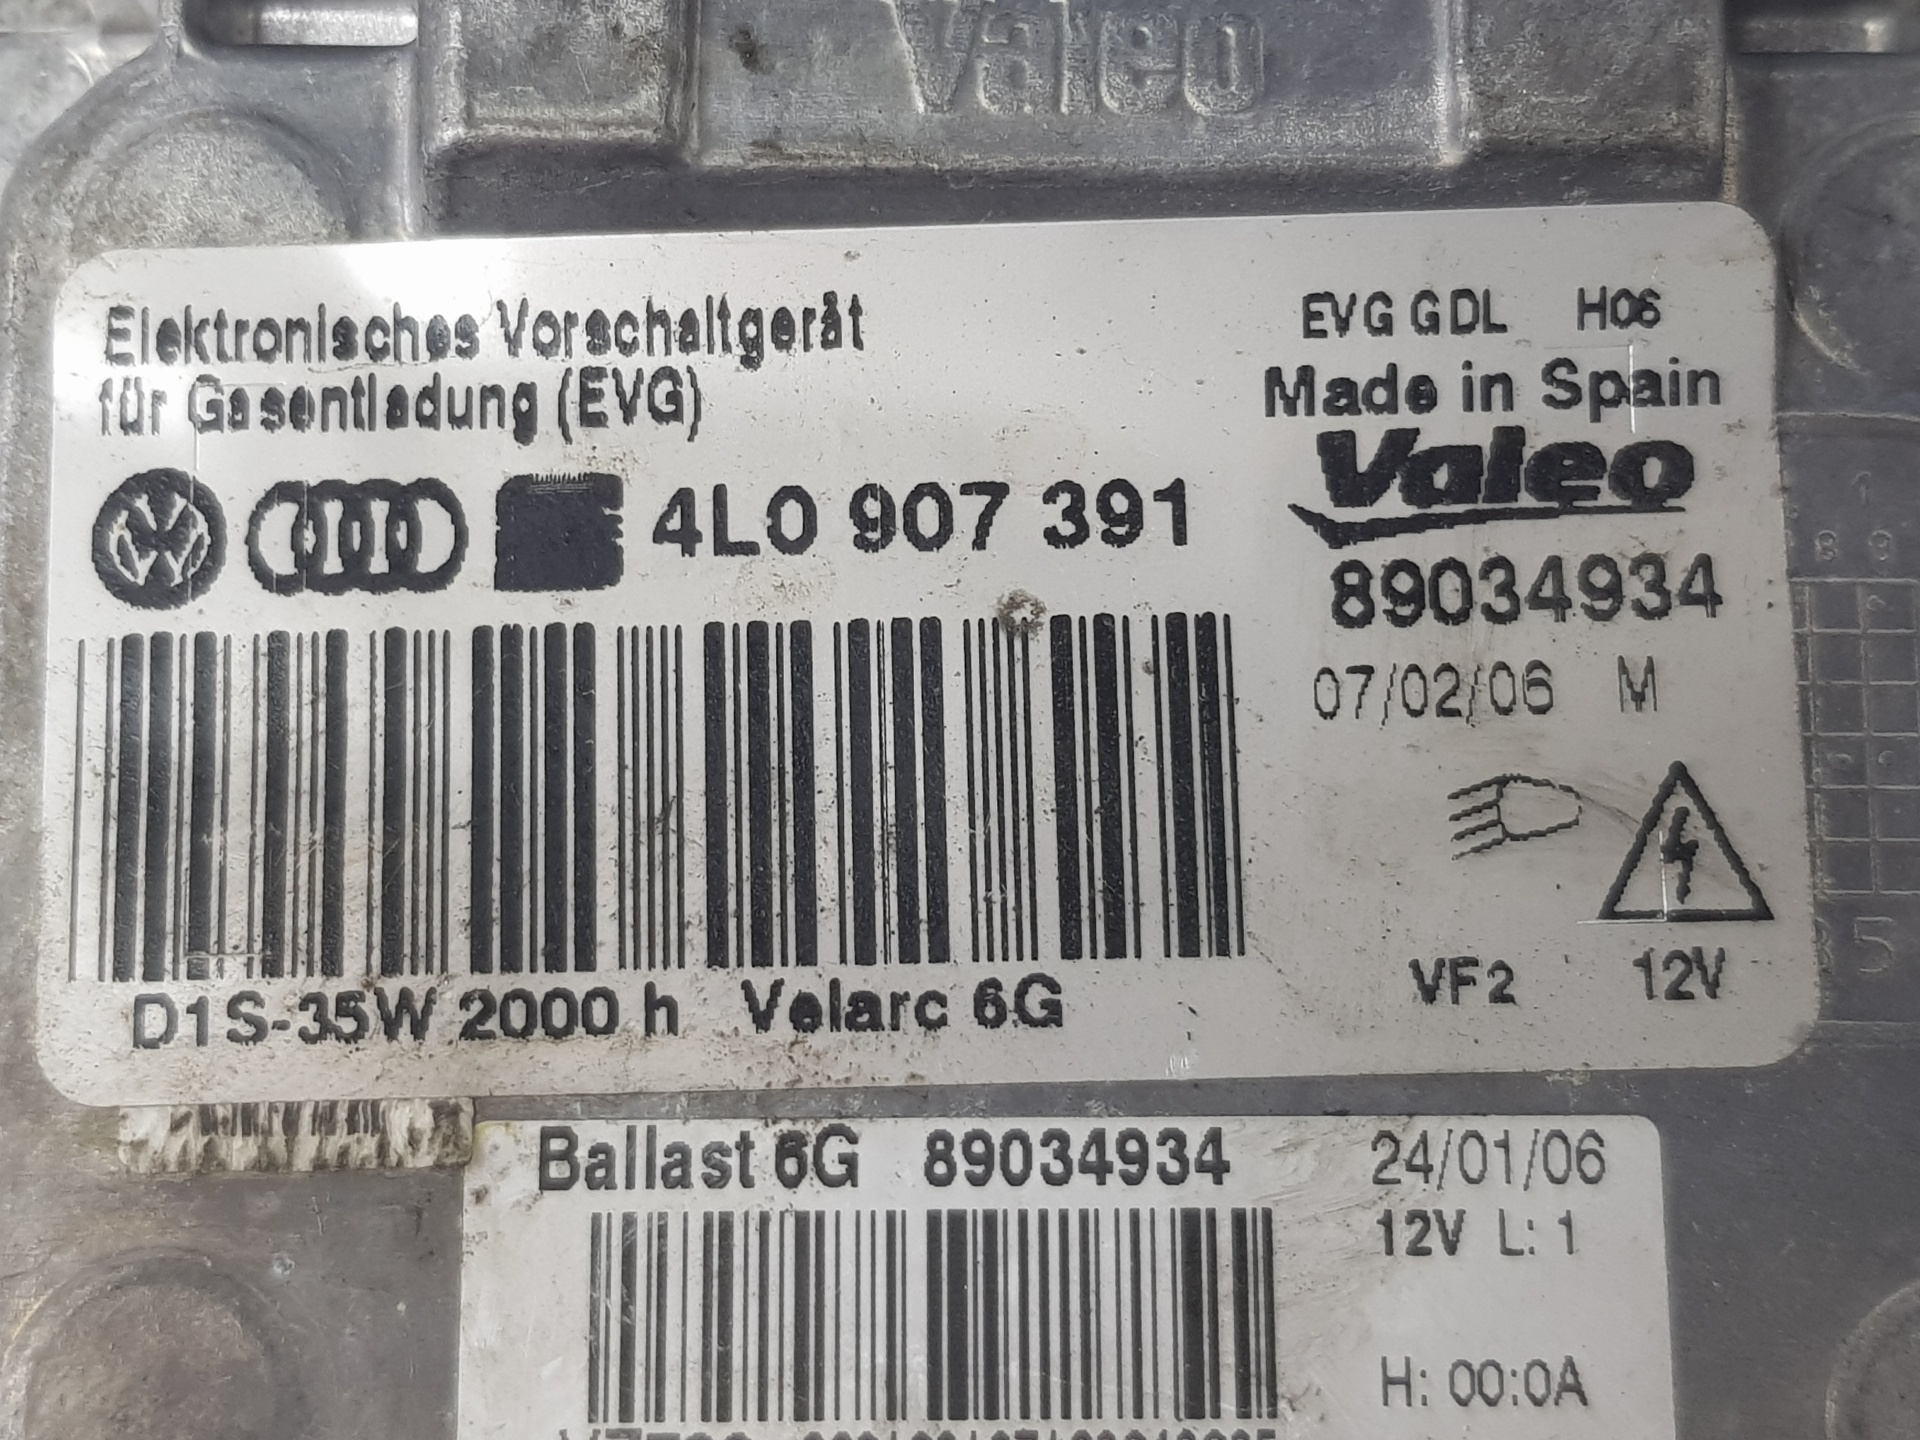 Valeo
Elektronisches Vorschaltgerät
für Gasentladung (EVG)
4L0 907 391
EVG GDL H06
Made in Spain
Valeo
89034934
07/02/06 M
VF2 12V
D1S-35W 2000 h Velarc 6G
Ballast 6G 89034934 24/01/06
12V L: 1
H: 00:0A